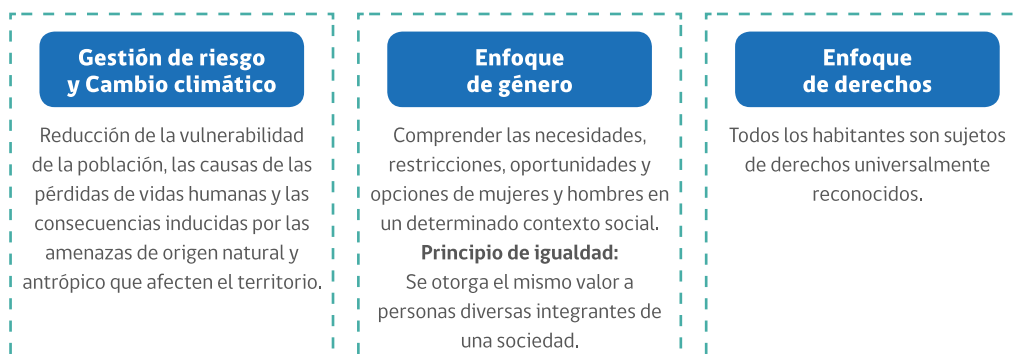 Gestión de riesgo
y Cambio climático
Reducción de la vulnerabilidad
de la población, las causas de las
pérdidas de vidas humanas y las
consecuencias inducidas por las
amenazas de origen natural y
antrópico que afecten el territorio.
Enfoque
de género
Comprender las necesidades,
restricciones, oportunidades y
opciones de mujeres y hombres en
un determinado contexto social.
Principio de igualdad:
Se otorga el mismo valor a
personas diversas integrantes de
una sociedad.
Enfoque
de derechos
Todos los habitantes son sujetos
de derechos universalmente
reconocidos.